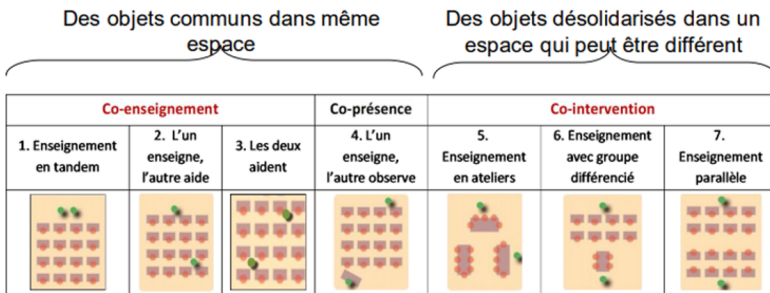 Des objets communs dans même
espace
Des objets désolidarisés dans un
espace qui peut être différent
Co-enseignement
Co-présence
Co-intervention
1. Enseignement
en tandem
2. L’un
enseigne,
l’autre aide
3. Les deux
aident
4. L’un
enseigne,
l’autre observe
5.
Enseignement
en ateliers
6. Enseignement
avec groupe
différencié
7.
Enseignement
parallèle